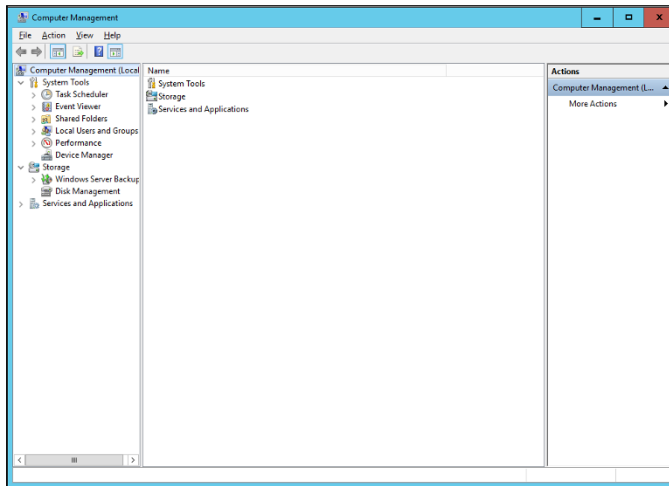 Computer Management
File Action View Help
Computer Management (Local
System Tools
Task Scheduler
Event Viewer
Shared Folders
Local Users and Groups
Performance
Device Manager
Storage
Windows Server Backup
Disk Management
Services and Applications
Name
System Tools
Storage
Services and Applications
Actions
Computer Management (L...
More Actions